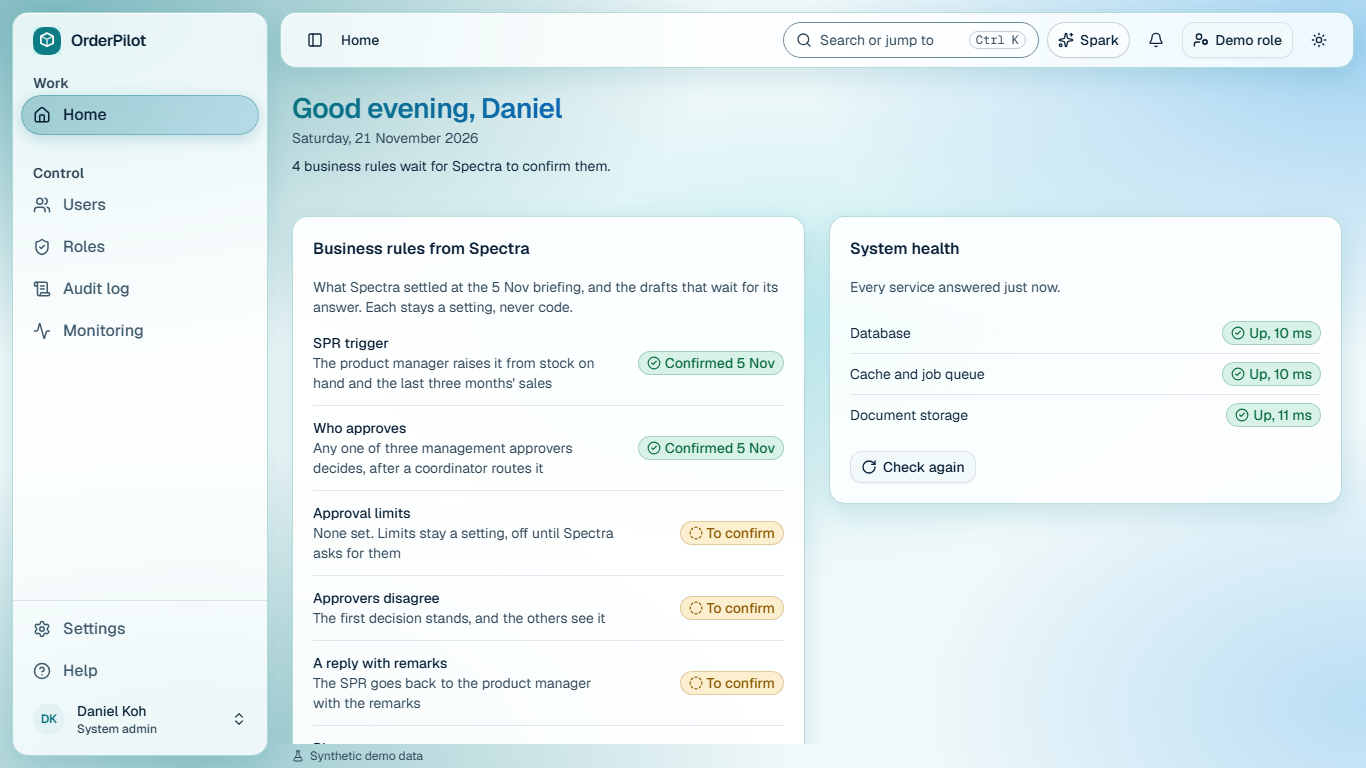 OrderPilot
Work
Home
Control
Users
Roles
Audit log
Monitoring
Settings
Help
DK
Daniel Koh
System admin
Home
Search or jump to
Ctrl K
Spark
Demo role
Good evening, Daniel
Saturday, 21 November 2026
4 business rules wait for Spectra to confirm them.
Business rules from Spectra
What Spectra settled at the 5 Nov briefing, and the drafts that wait for its
answer. Each stays a setting, never code.
SPR trigger
The product manager raises it from stock on
hand and the last three months' sales
Confirmed 5 Nov
Who approves
Any one of three management approvers
decides, after a coordinator routes it
Confirmed 5 Nov
Approval limits
None set. Limits stay a setting, off until Spectra
asks for them
To confirm
Approvers disagree
The first decision stands, and the others see it
To confirm
A reply with remarks
The SPR goes back to the product manager
with the remarks
To confirm
System health
Every service answered just now.
Database
Up, 10 ms
Cache and job queue
Up, 10 ms
Document storage
Up, 11 ms
Check again
Synthetic demo data